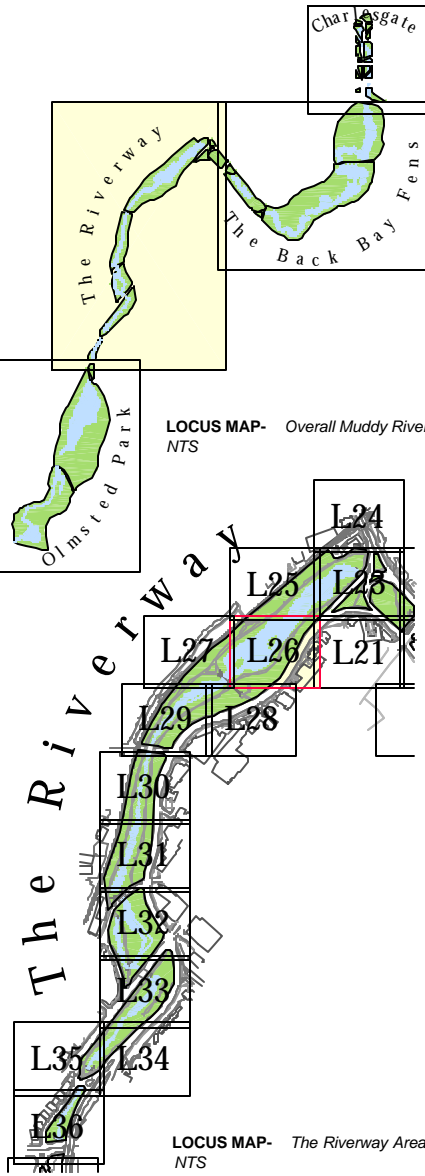 Charlesgate
The Riverway
The Back Bay Fens
Olmsted Park
LOCUS MAP- Overall Muddy River
NTS
The Riverway
L24
L25
L23
L27
L26
L21
L29
L28
L30
L31
L32
L33
L35
L34
L36
LOCUS MAP- The Riverway Area
NTS